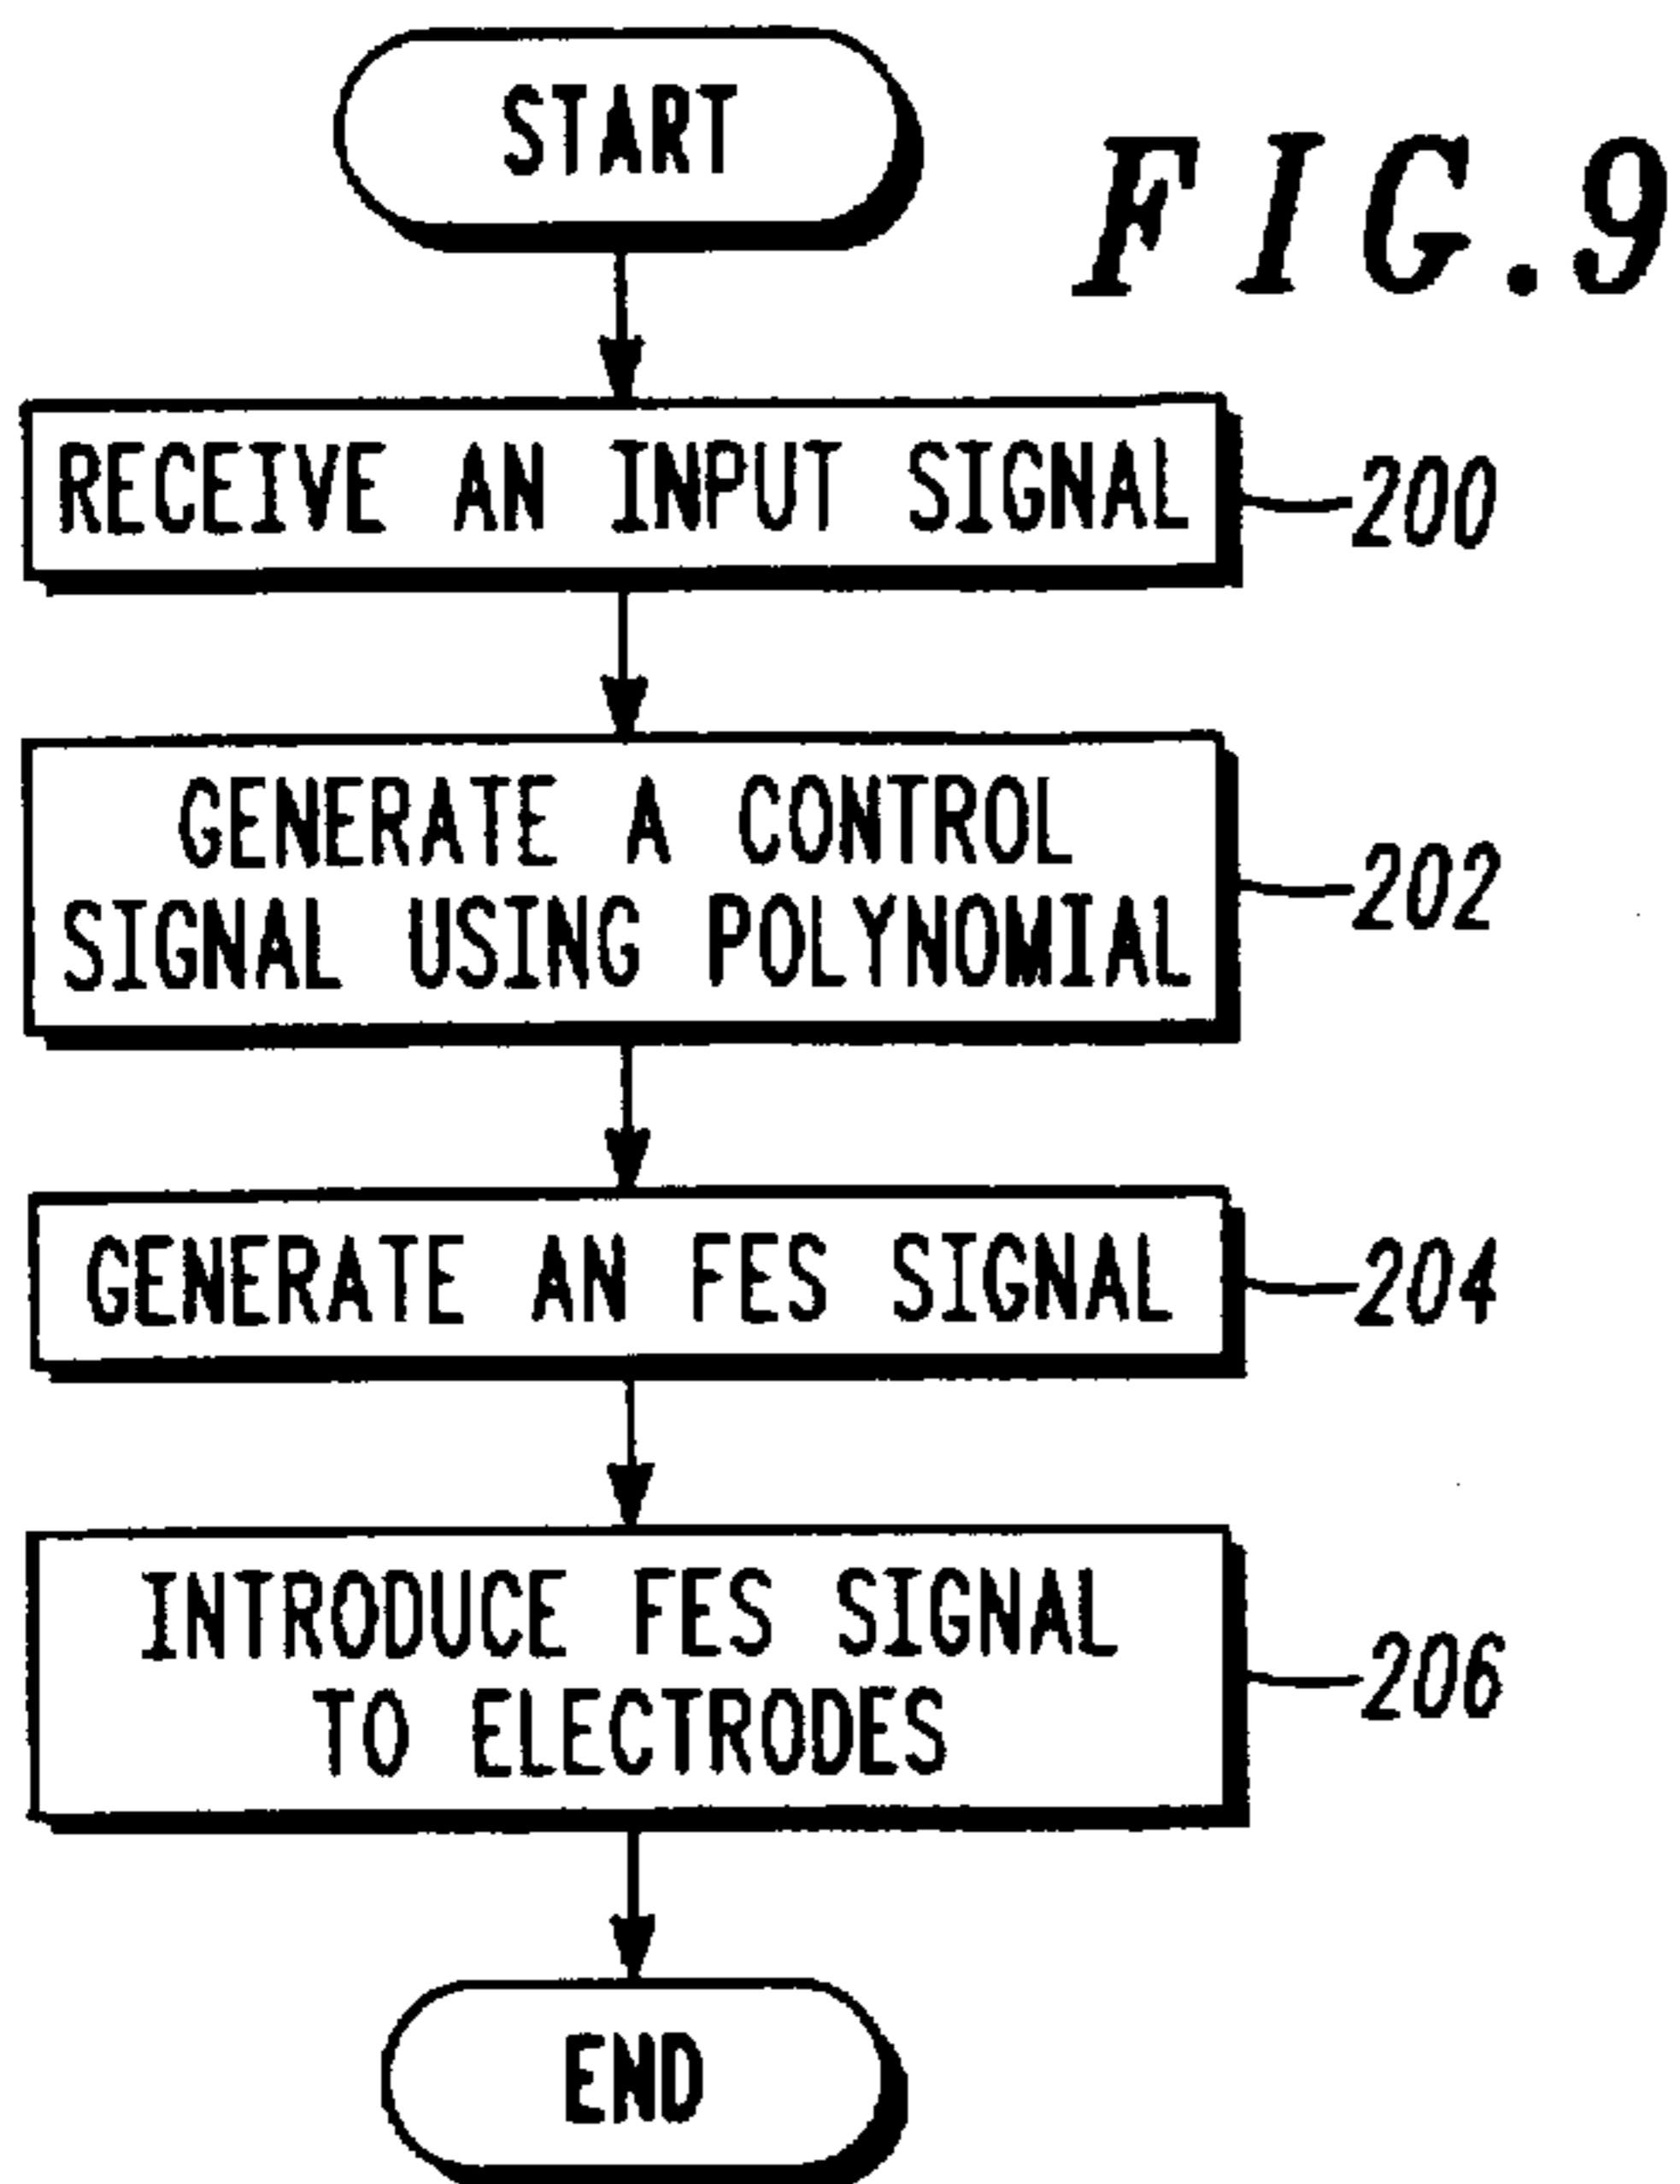 START
FIG. 9
RECEIVE AN INPUT SIGNAL
200
GENERATE A CONTROL
SIGNAL USING POLYNOMIAL
202
GENERATE AN FES SIGNAL
204
INTRODUCE FES SIGNAL
TO ELECTRODES
206
END